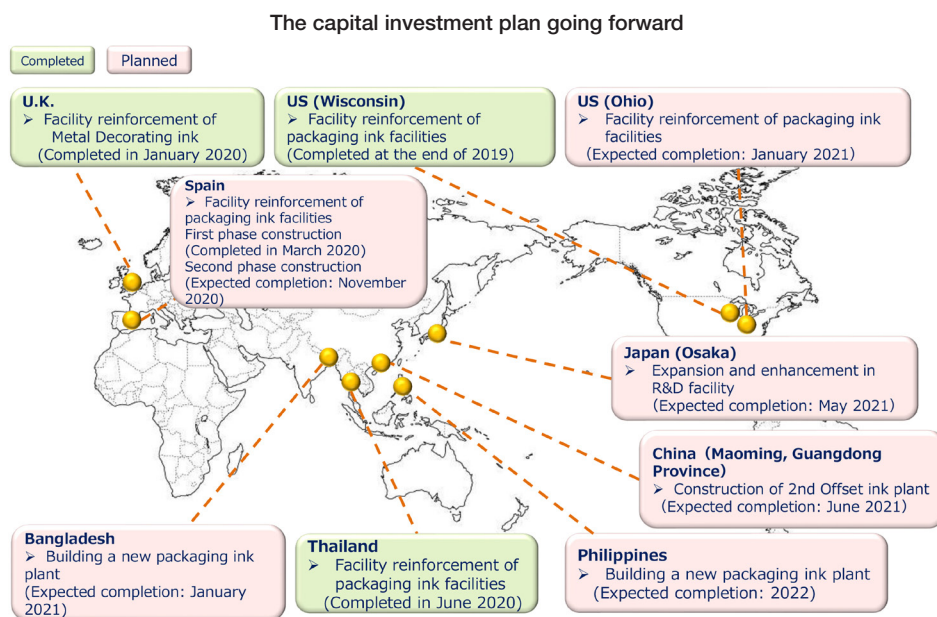 The capital investment plan going forward
Completed
Planned
U.K.
➢ Facility reinforcement of
Metal Decorating ink
(Completed in January 2020)
US (Wisconsin)
➢ Facility reinforcement of
packaging ink facilities
(Completed at the end of 2019)
US (Ohio)
➢ Facility reinforcement of packaging ink
facilities
(Expected completion: January 2021)
Spain
➢ Facility reinforcement of
packaging ink facilities
First phase construction
(Completed in March 2020)
Second phase construction
(Expected completion: November
2020)
Japan (Osaka)
➢ Expansion and enhancement in
R&D facility
(Expected completion: May 2021)
China (Maoming, Guangdong
Province)
➢ Construction of 2nd Offset ink plant
(Expected completion: June 2021)
Bangladesh
➢ Building a new packaging ink
plant
(Expected completion: January
2021)
Thailand
➢ Facility reinforcement of
packaging ink facilities
(Completed in June 2020)
Philippines
➢ Building a new packaging ink plant
(Expected completion: 2022)